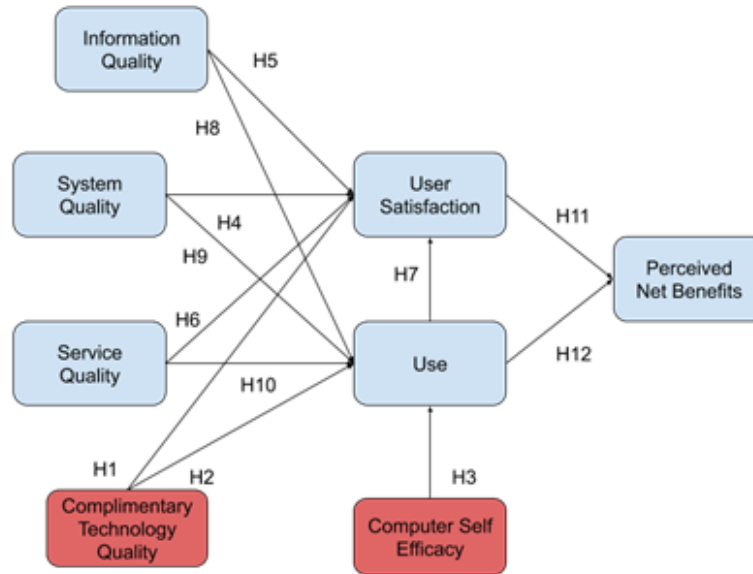 Information
Quality
H5
H8
System
Quality
User
Satisfaction
H4
H9
H11
H7
Perceived
Net Benefits
H6
Service
Quality
Use
H12
H10
H1
H2
H3
Complimentary
Technology
Quality
Computer Self
Efficacy